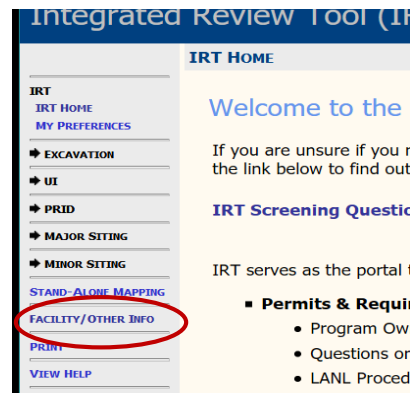 Integrated Review Tool (IR
IRT HOME
IRT
IRT HOME
MY PREFERENCES
EXCAVATION
UI
PRID
MAJOR SITING
MINOR SITING
STAND-ALONE MAPPING
FACILITY/OTHER INFO
PRINT
VIEW HELP
Welcome to the
If you are unsure if you
the link below to find out
IRT Screening Questio
IRT serves as the portal
Permits & Requi
Program Ow
Questions or
LANL Proced